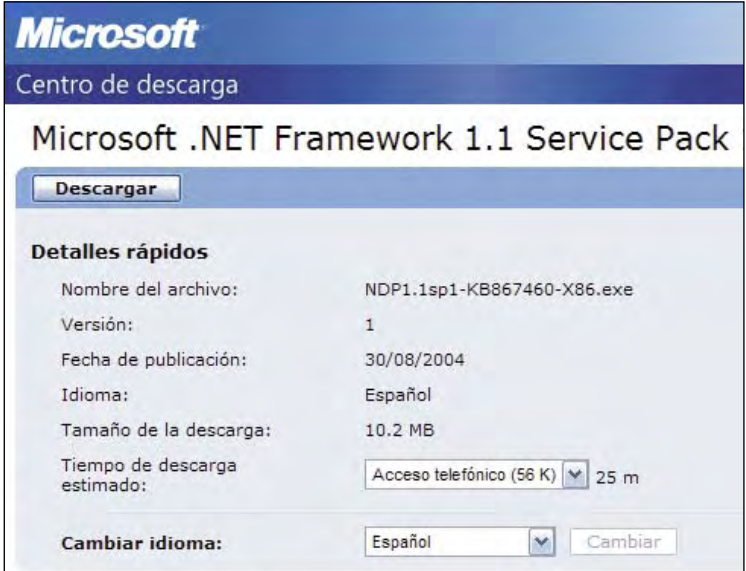 Microsoft
Centro de descarga
Microsoft .NET Framework 1.1 Service Pack
Descargar
Detalles rápidos
Nombre del archivo: NDP1.1sp1-KB867460-X86.exe
Versión: 1
Fecha de publicación: 30/08/2004
Idioma: Español
Tamaño de la descarga: 10.2 MB
Tiempo de descarga
estimado: Acceso telefónico (56 K) 25 m
Cambiar idioma: Español Cambiar